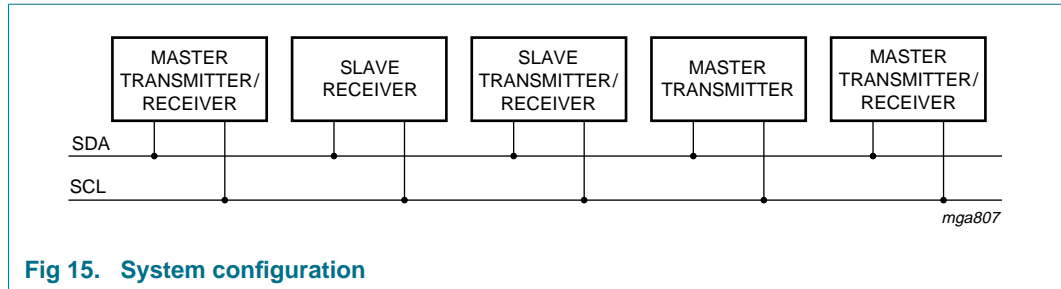 MASTER
TRANSMITTER/
RECEIVER
SLAVE
RECEIVER
SLAVE
TRANSMITTER/
RECEIVER
MASTER
TRANSMITTER
MASTER
TRANSMITTER/
RECEIVER
SDA
SCL
mga807
Fig 15. System configuration